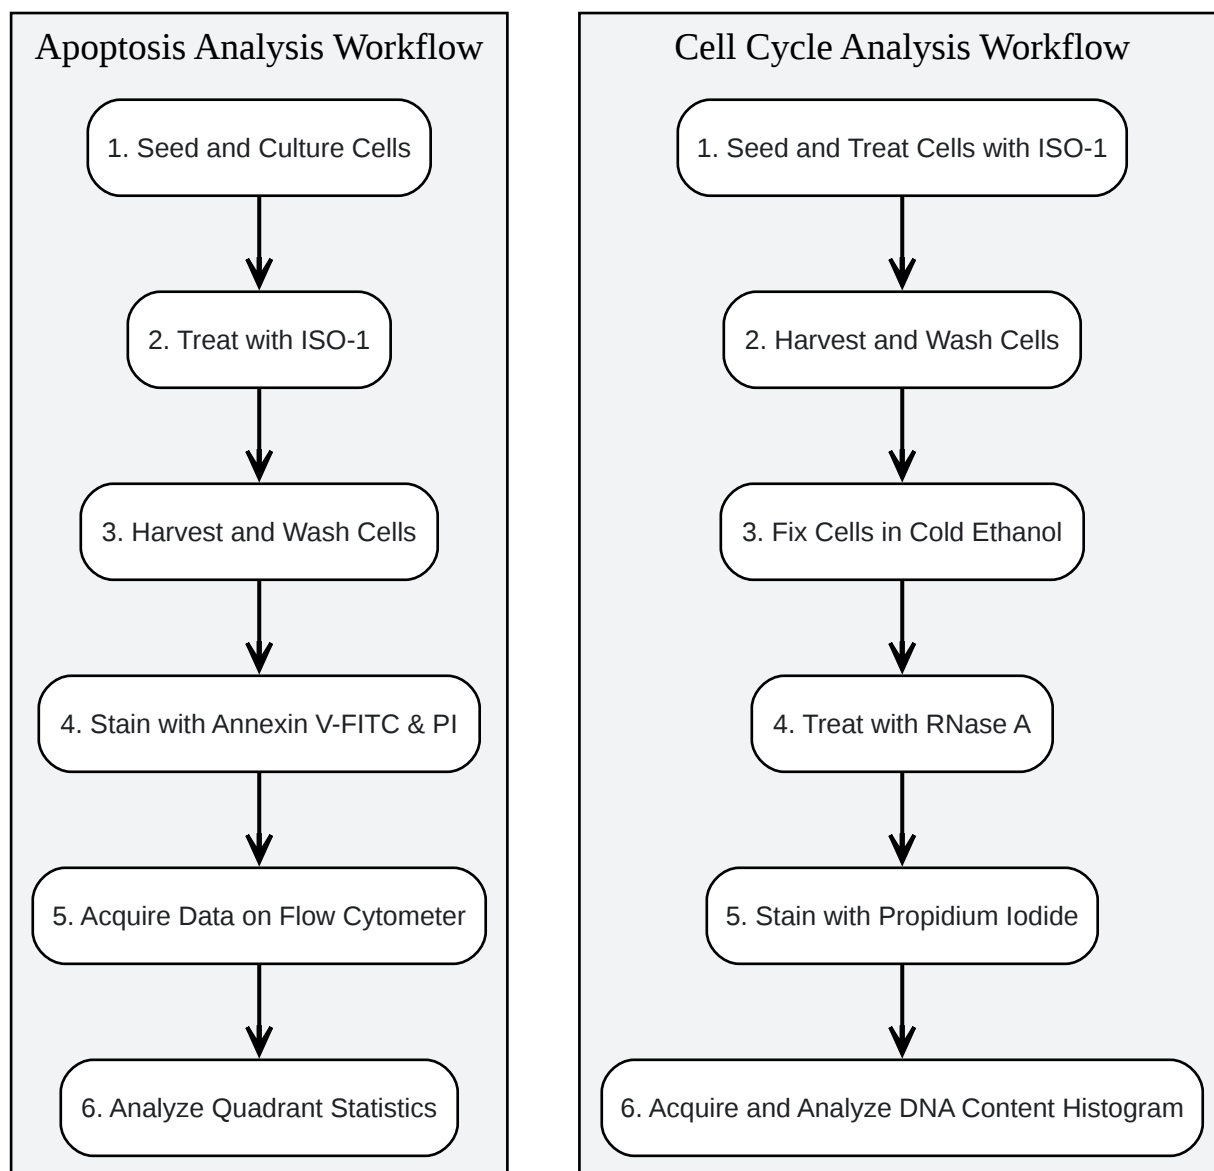 Apoptosis Analysis Workflow
1. Seed and Culture Cells
2. Treat with ISO-1
3. Harvest and Wash Cells
4. Stain with Annexin V-FITC & PI
5. Acquire Data on Flow Cytometer
6. Analyze Quadrant Statistics
Cell Cycle Analysis Workflow
1. Seed and Treat Cells with ISO-1
2. Harvest and Wash Cells
3. Fix Cells in Cold Ethanol
4. Treat with RNase A
5. Stain with Propidium Iodide
6. Acquire and Analyze DNA Content Histogram